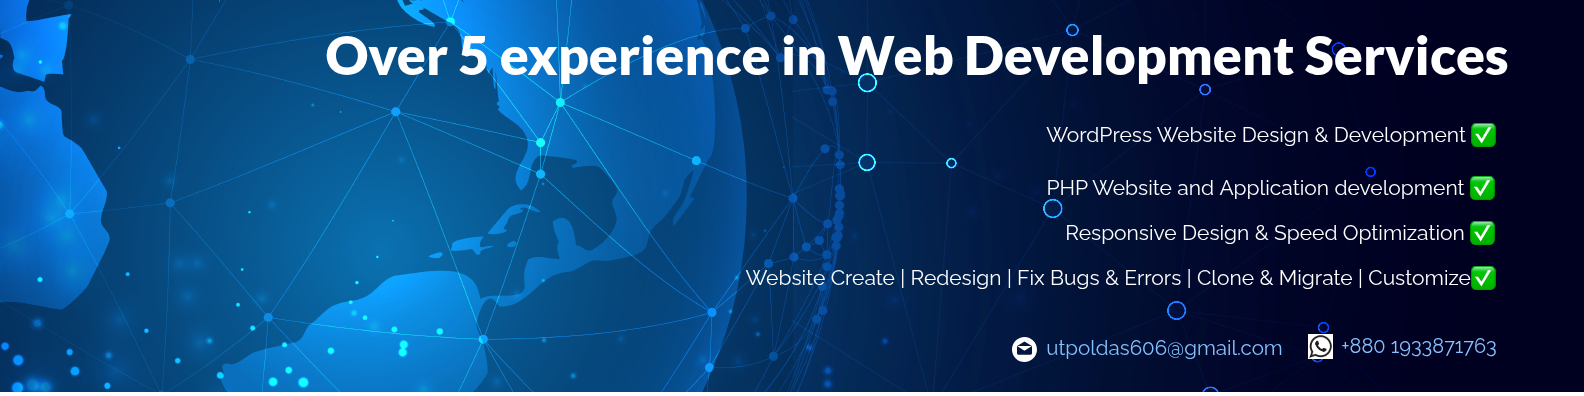 Over 5 experience in Web Development Services
WordPress Website Design & Development ✅
PHP Website and Application development ✅
Responsive Design & Speed Optimization ✅
Website Create | Redesign | Fix Bugs & Errors | Clone & Migrate | Customize✅
utpoldas606@gmail.com +880 1933871763